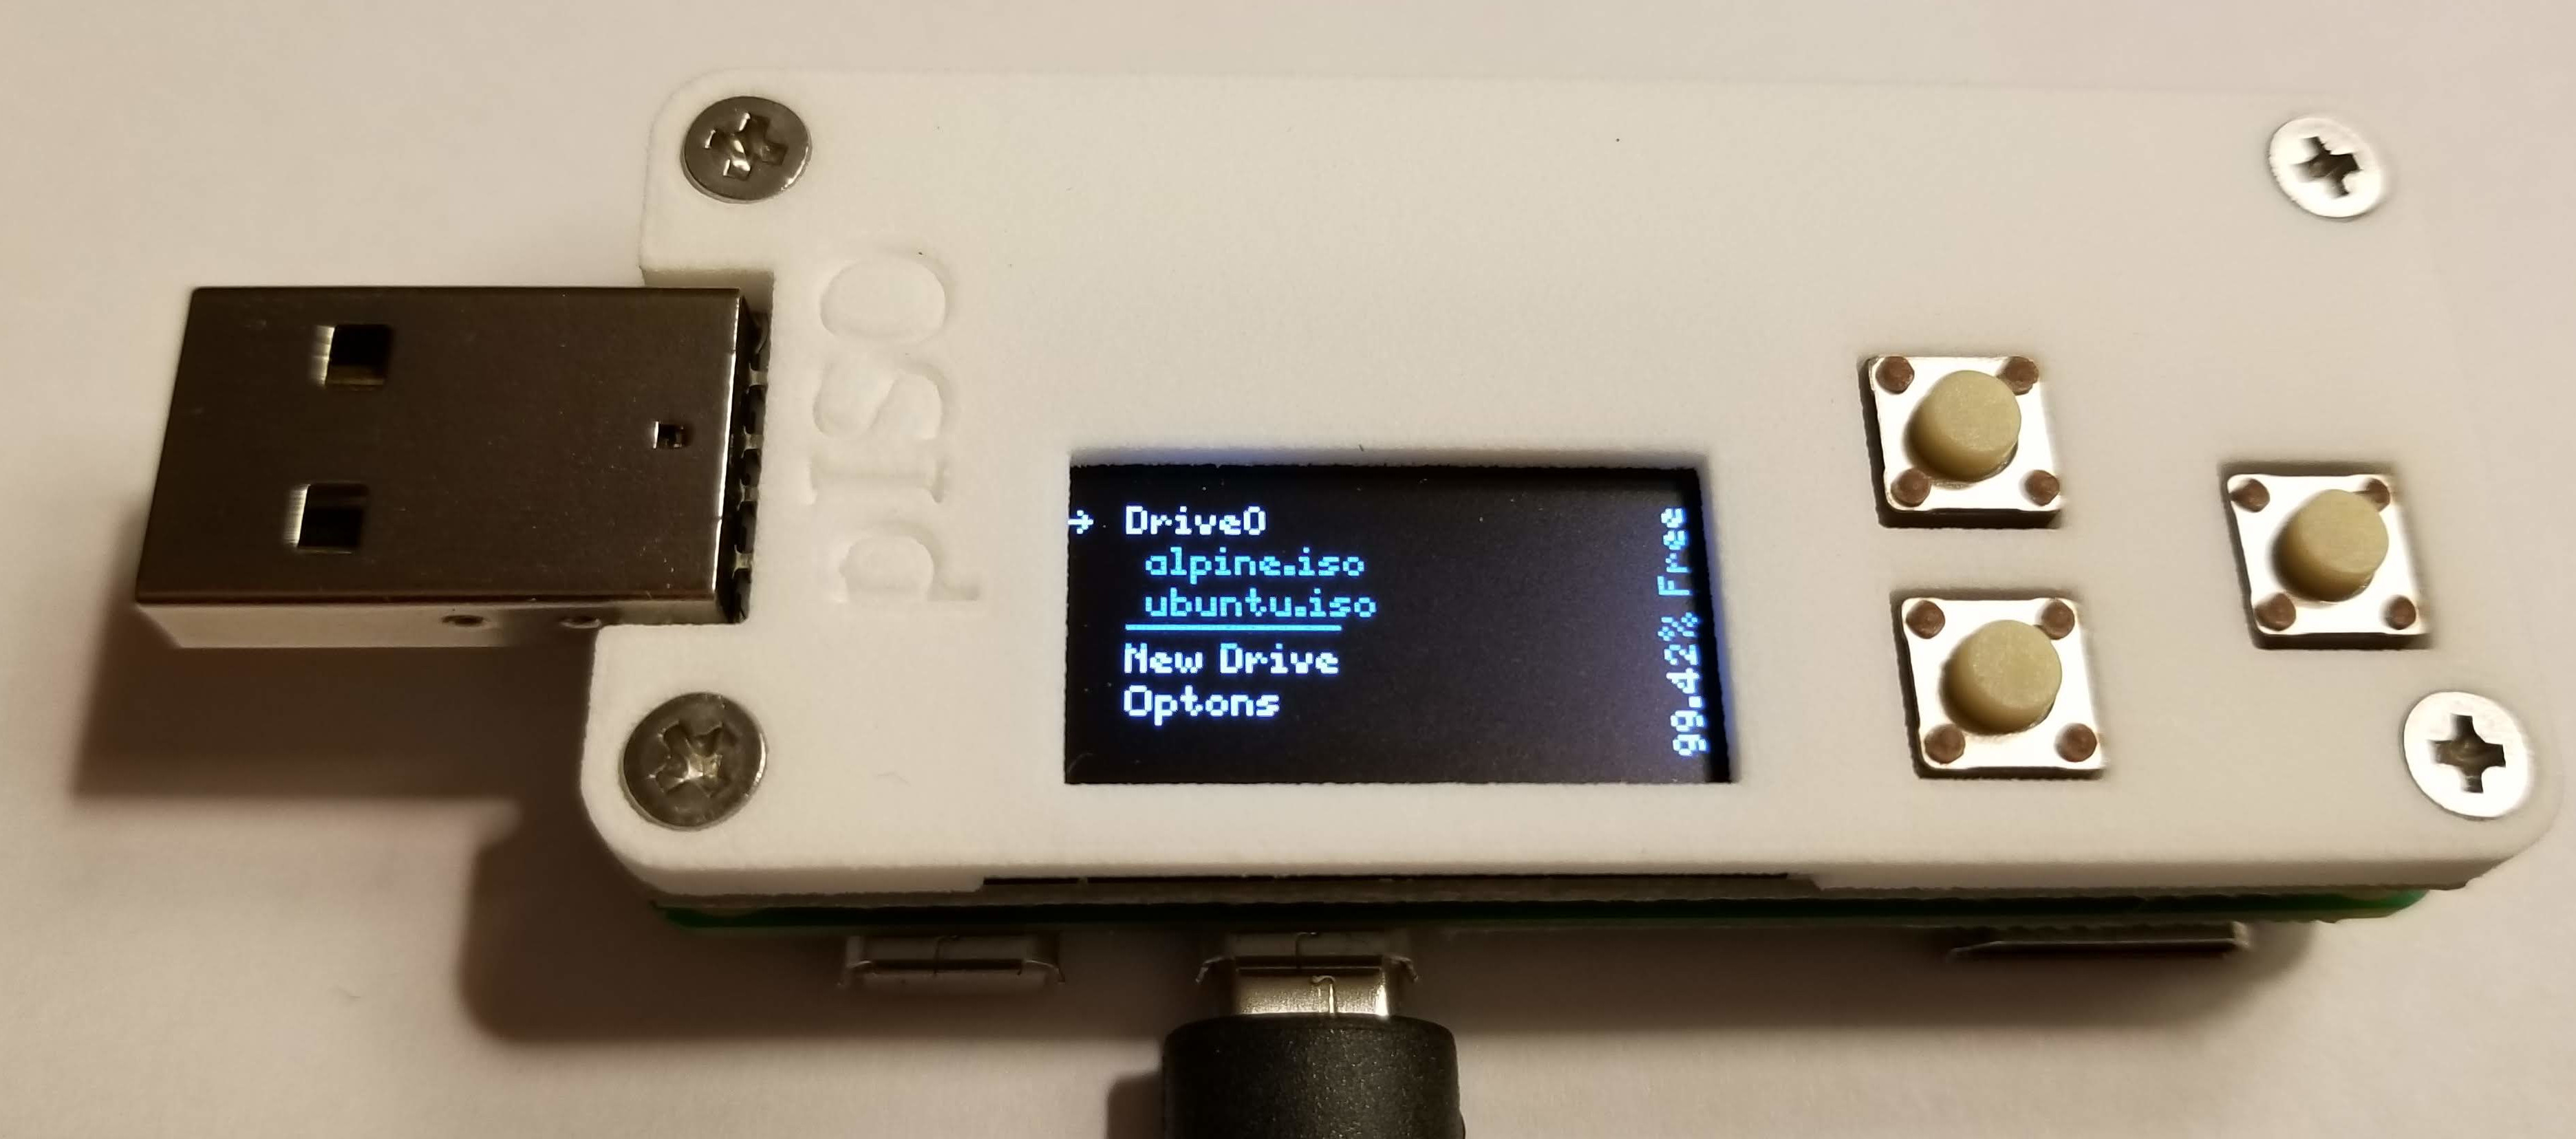 pISO
→ Drive0
alpine.iso
ubuntu.iso
New Drive
Optons
99.42% Free